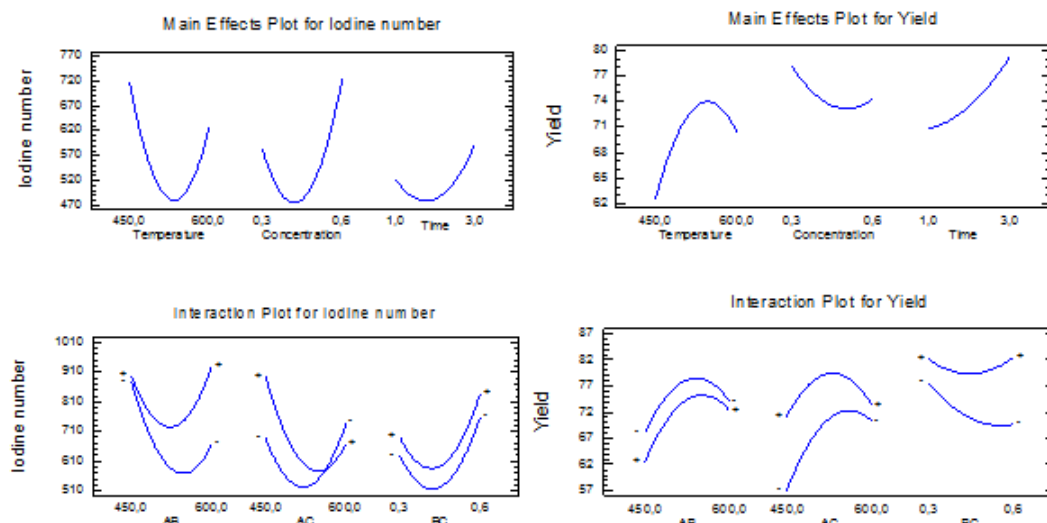 Main Effects Plot for Iodine number
Iodine number
770
720
670
620
570
520
470
450,0 600,0 0,3 0,6 1,0 3,0
Temperature Concentration Time
Main Effects Plot for Yield
Yield
80
77
74
71
68
65
62
450,0 600,0 0,3 0,6 1,0 3,0
Temperature Concentration Time
Interaction Plot for Iodine number
Iodine number
1010
910
810
710
610
510
+ - + - + - + - + - + -
450,0 600,0 450,0 600,0 0,3 0,6
AB AC BC
Interaction Plot for Yield
Yield
87
82
77
72
67
62
57
- + - + + - + - + - + -
450,0 600,0 450,0 600,0 0,3 0,6
AB AC BC